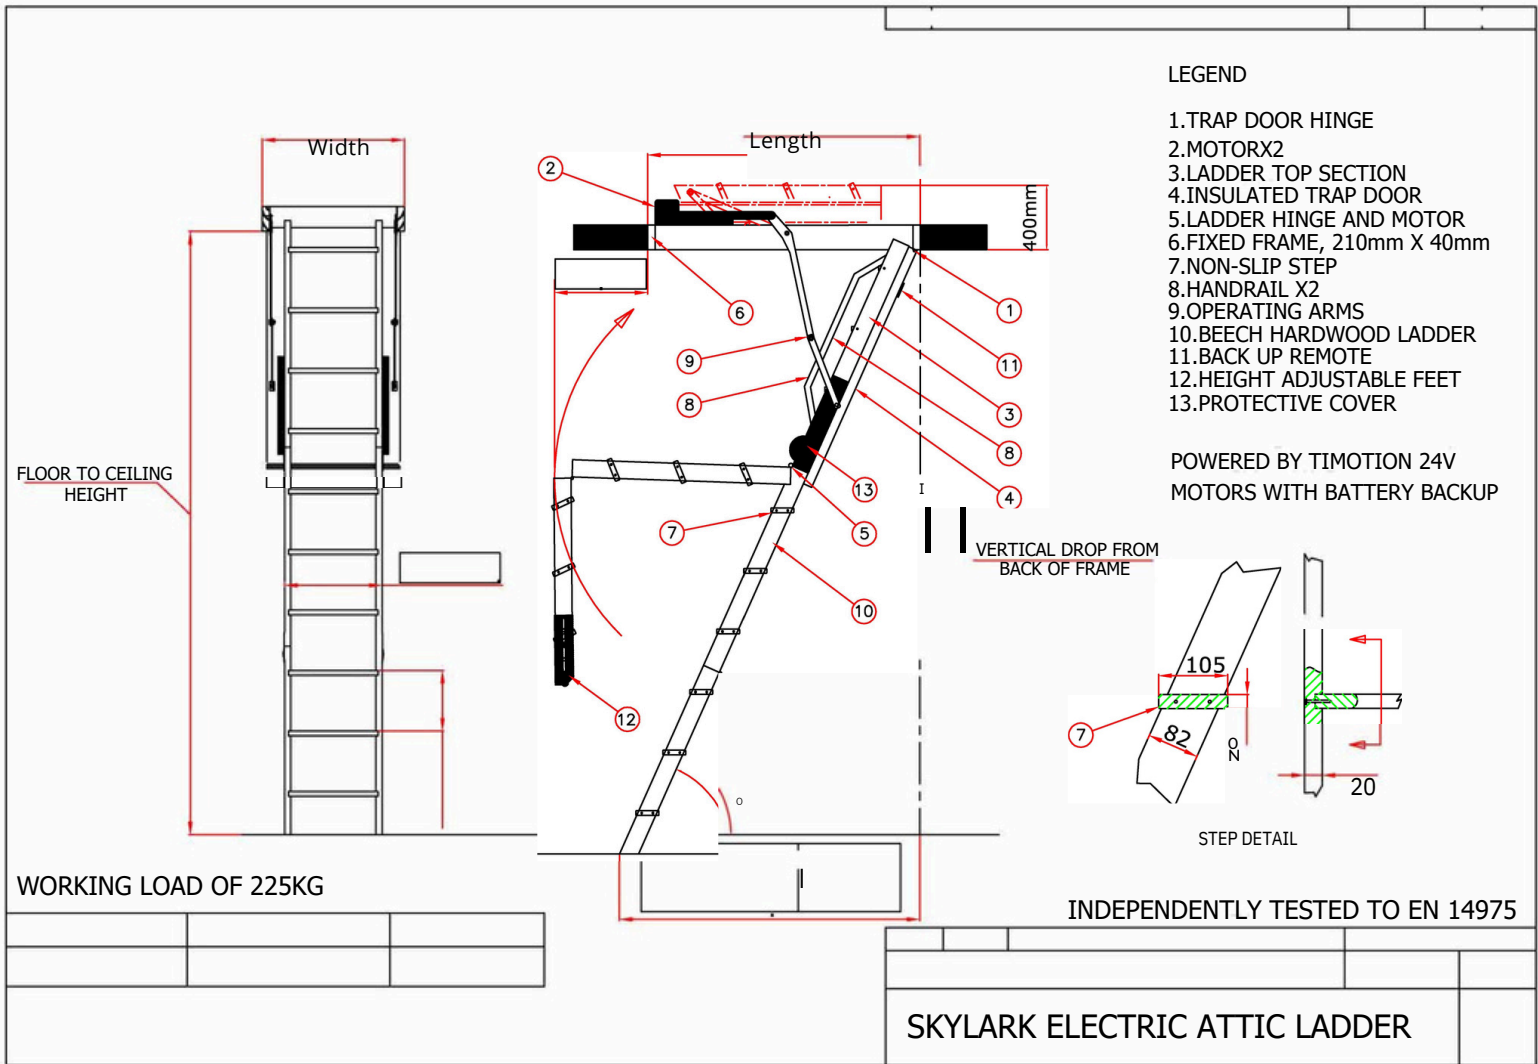 LEGEND
1.TRAP DOOR HINGE
2.MOTORX2
3.LADDER TOP SECTION
4.INSULATED TRAP DOOR
5.LADDER HINGE AND MOTOR
6.FIXED FRAME, 210mm X 40mm
7.NON-SLIP STEP
8.HANDRAIL X2
9.OPERATING ARMS
10.BEECH HARDWOOD LADDER
11.BACK UP REMOTE
12.HEIGHT ADJUSTABLE FEET
13.PROTECTIVE COVER
POWERED BY TIMOTION 24V
MOTORS WITH BATTERY BACKUP
Width
Length
400mm
2
6
9
8
1
11
3
8
4
13
5
7
10
12
FLOOR TO CEILING
HEIGHT
VERTICAL DROP FROM
BACK OF FRAME
105
82
7
20
O
N
O
STEP DETAIL
WORKING LOAD OF 225KG
INDEPENDENTLY TESTED TO EN 14975
SKYLARK ELECTRIC ATTIC LADDER